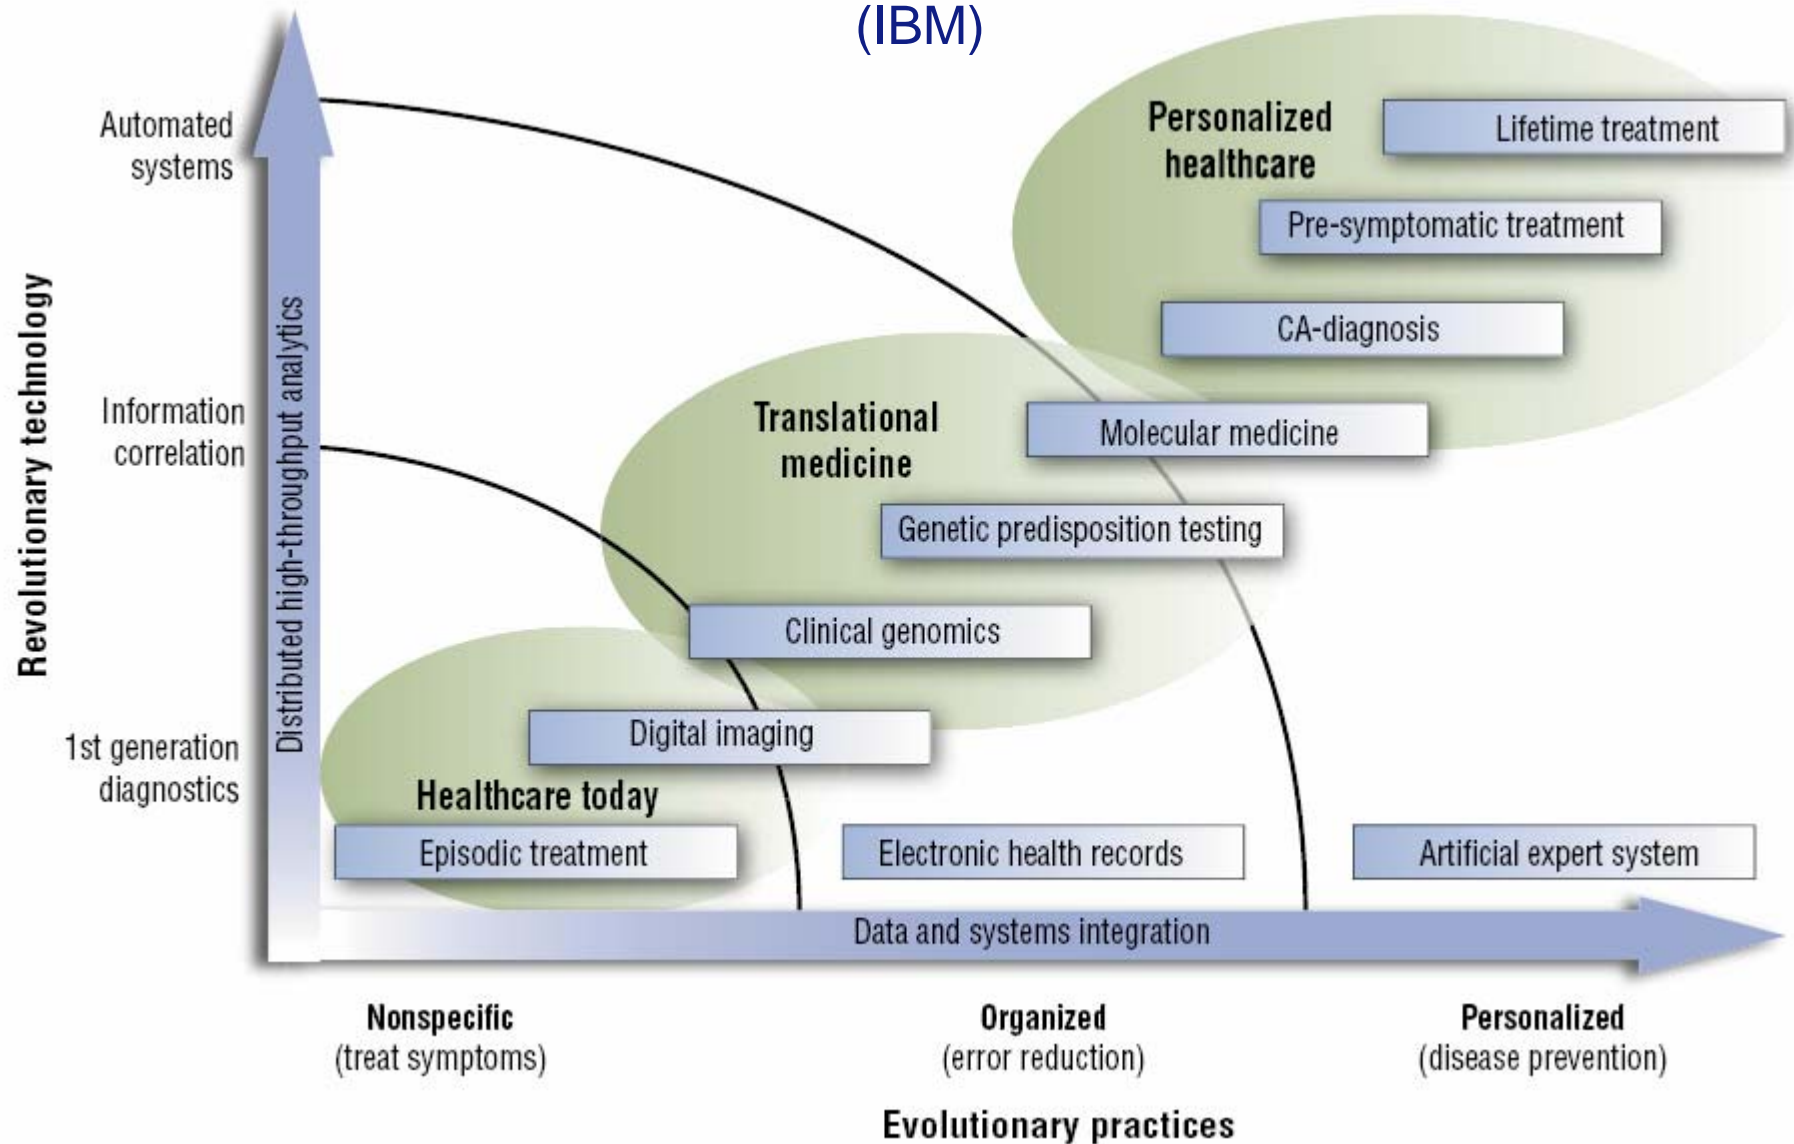 (IBM)
Revolutionary technology
Automated
systems
Information
correlation
1st generation
diagnostics
Distributed high-throughput analytics
Personalized
healthcare
Lifetime treatment
Pre-symptomatic treatment
CA-diagnosis
Translational
medicine
Molecular medicine
Genetic predisposition testing
Clinical genomics
Digital imaging
Healthcare today
Episodic treatment
Electronic health records
Artificial expert system
Data and systems integration
Nonspecific
(treat symptoms)
Organized
(error reduction)
Personalized
(disease prevention)
Evolutionary practices